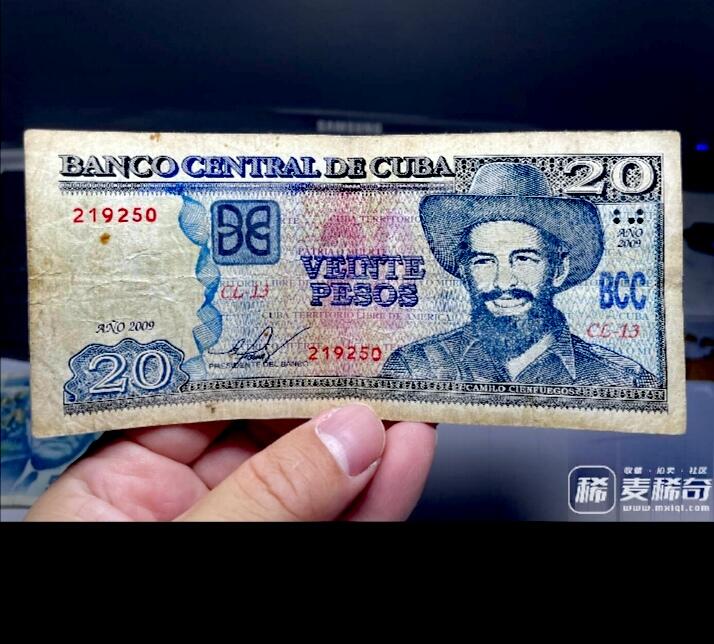 SAMSUNG
BANCO CENTRAL DE CUBA
20
219250
AÑO
2009
VEINTE
PESOS
CL-13
BCC
CUBA TERRITORIO LIBRE DE AMERICA
CL-13
AÑO 2009
219250
PRESIDENTE DEL BANCO
20
CAMILO CIENFUEGOS
稀
收藏·拍卖·社区
麦稀奇
www.mxiqi.com